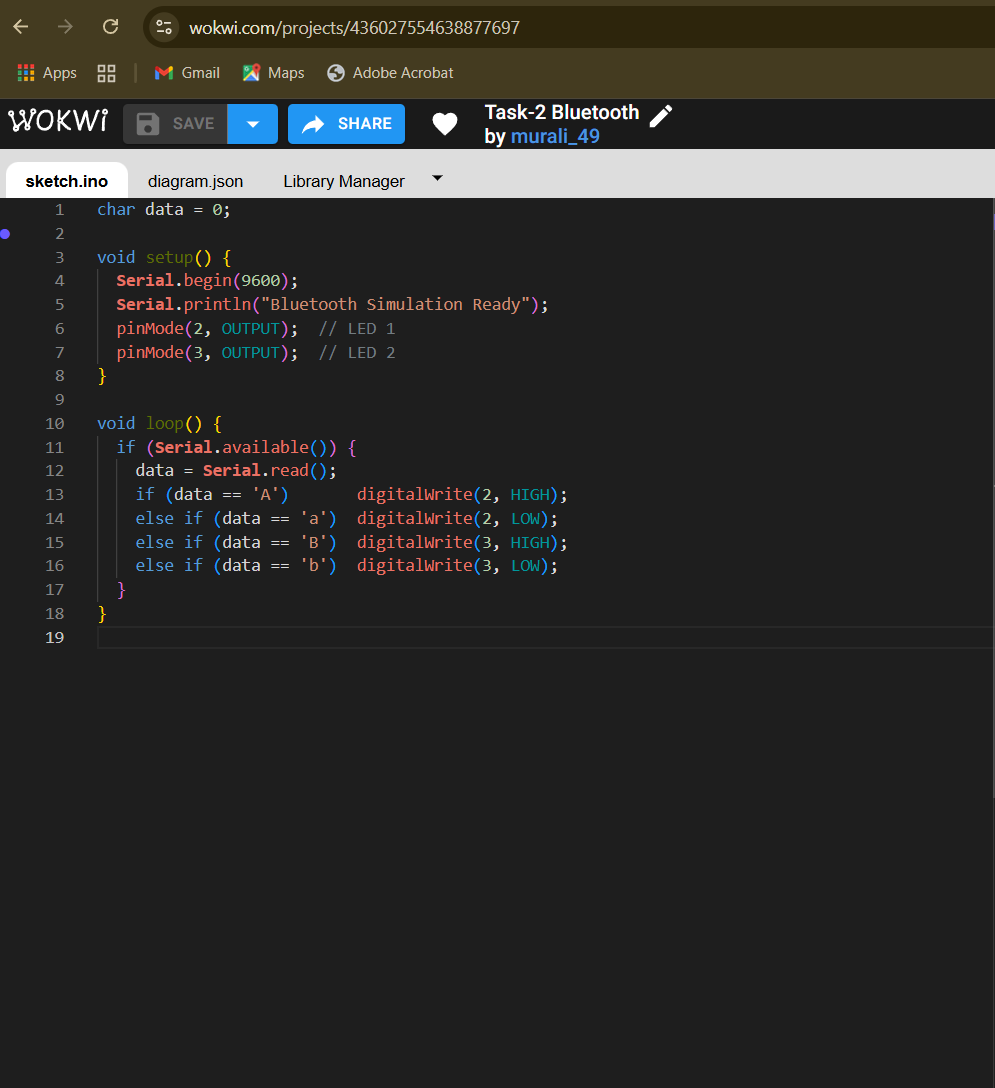 wokwi.com/projects/436027554638877697
Apps Gmail Maps Adobe Acrobat
WOKWI SAVE SHARE Task-2 Bluetooth
by murali_49
sketch.ino diagram.json Library Manager
1 char data = 0;
2
3 void setup() {
4   Serial.begin(9600);
5   Serial.println("Bluetooth Simulation Ready");
6   pinMode(2, OUTPUT);  // LED 1
7   pinMode(3, OUTPUT);  // LED 2
8 }
9
10 void loop() {
11   if (Serial.available()) {
12     data = Serial.read();
13     if (data == 'A')       digitalWrite(2, HIGH);
14     else if (data == 'a')  digitalWrite(2, LOW);
15     else if (data == 'B')  digitalWrite(3, HIGH);
16     else if (data == 'b')  digitalWrite(3, LOW);
17   }
18 }
19